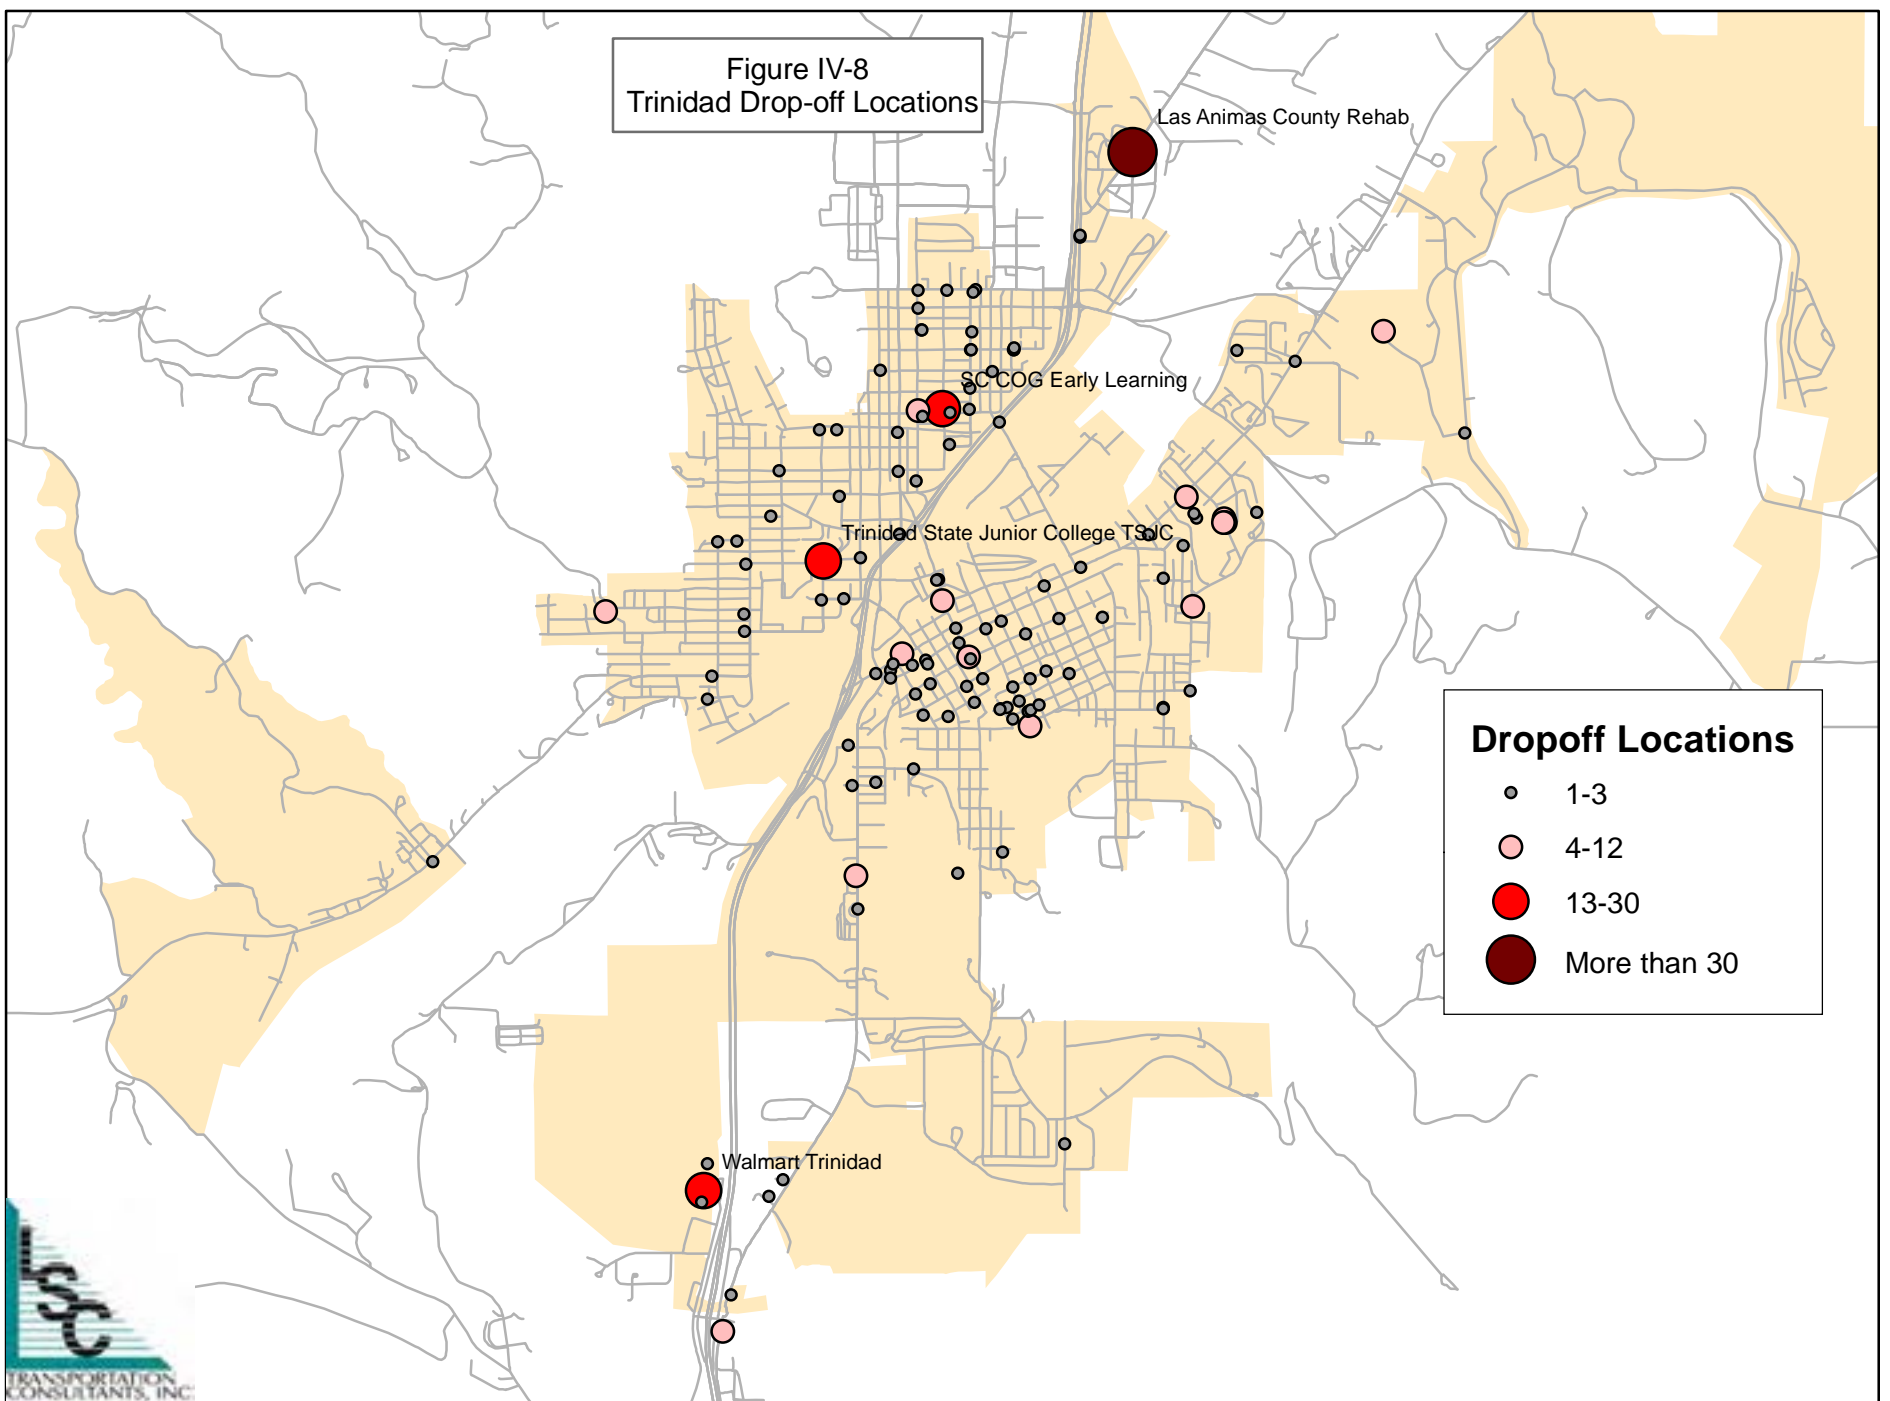 Figure IV-8
Trinidad Drop-off Locations
Las Animas County Rehab
SC COG Early Learning
Trinidad State Junior College TSJC
Walmart Trinidad
Dropoff Locations
1-3
4-12
13-30
More than 30
LSC
TRANSPORTATION
CONSULTANTS, INC.